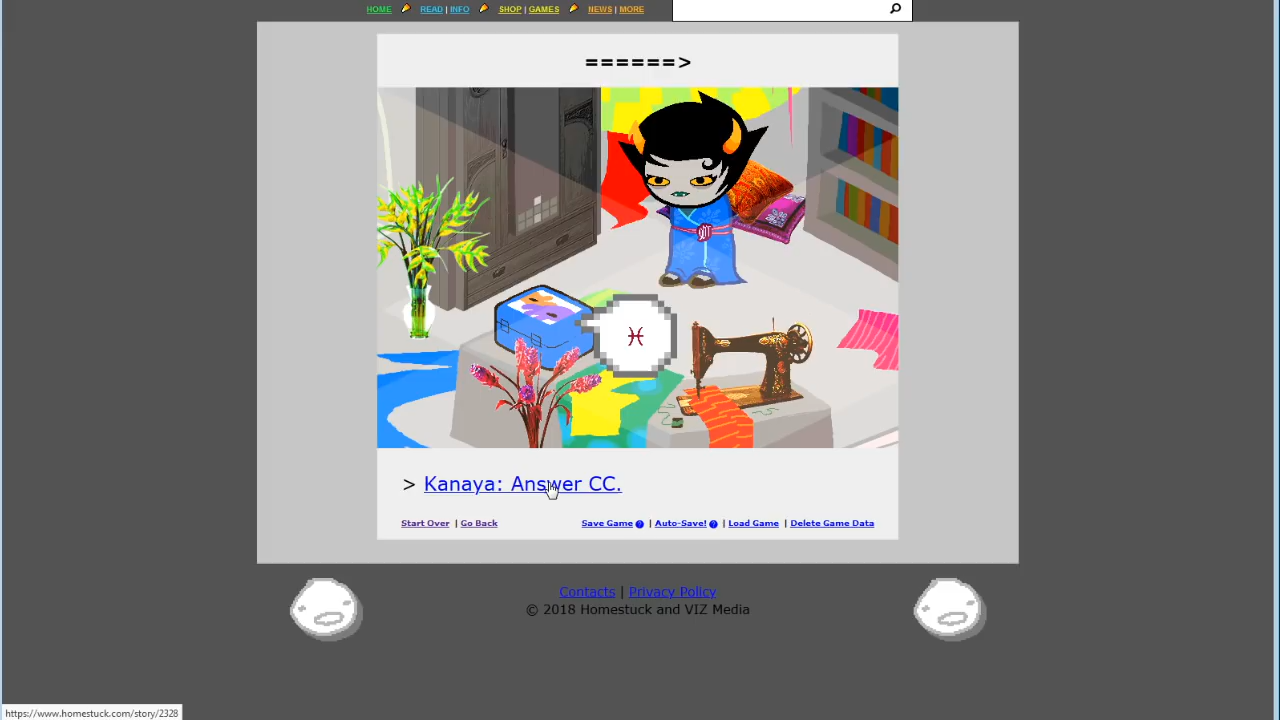 HOME READ | INFO SHOP | GAMES NEWS | MORE
======>
♓
> Kanaya: Answer CC.
Start Over | Go Back Save Game ? | Auto-Save! ? | Load Game | Delete Game Data
Contacts | Privacy Policy
© 2018 Homestuck and VIZ Media
https://www.homestuck.com/story/2328